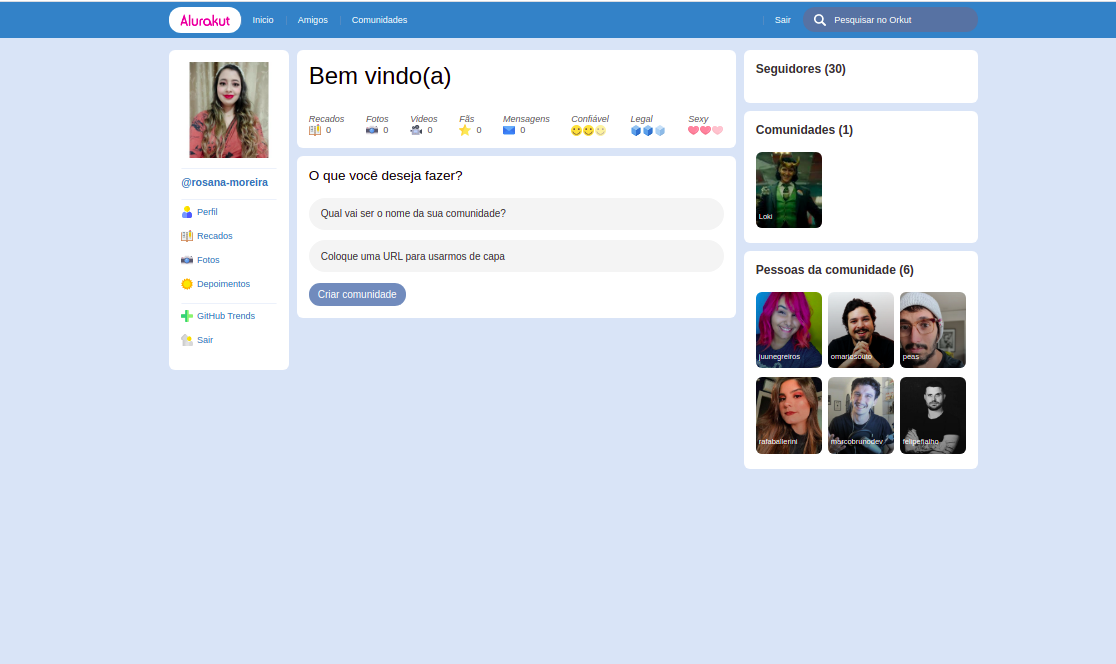 Alurakut
Inicio
Amigos
Comunidades
Sair
Pesquisar no Orkut
@rosana-moreira
Perfil
Recados
Fotos
Depoimentos
GitHub Trends
Sair
Bem vindo(a)
Recados
0
Fotos
0
Videos
0
Fãs
0
Mensagens
0
Confiável
Legal
Sexy
O que você deseja fazer?
Qual vai ser o nome da sua comunidade?
Coloque uma URL para usarmos de capa
Criar comunidade
Seguidores (30)
Comunidades (1)
Loki
Pessoas da comunidade (6)
juunegreiros
omariosouto
peas
rafaballerini
marcobrunodev
felipefialho